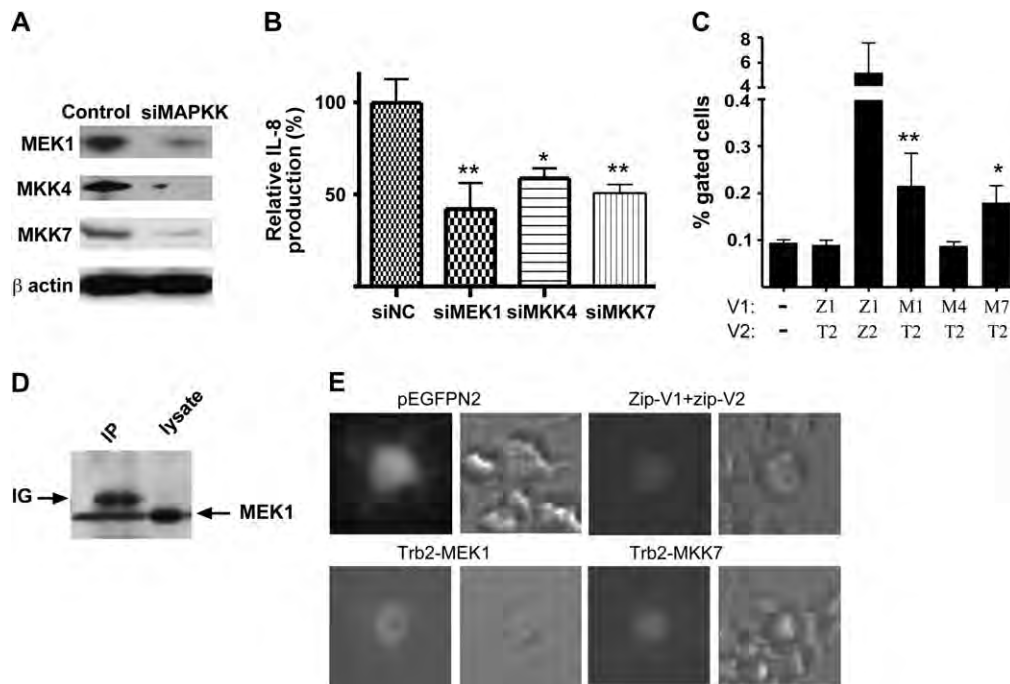 A
Control siMAPKK
MEK1
MKK4
MKK7
β actin
B
Relative IL-8
production (%)
100
50
** * **
siNC siMEK1 siMKK4 siMKK7
C
% gated cells
8
6
4
0.4
0.3
0.2
0.1
** *
V1: - Z1 Z1 M1 M4 M7
V2: - T2 Z2 T2 T2 T2
D
IP lysate
IG
MEK1
E
pEGFPN2 Zip-V1+zip-V2
Trb2-MEK1 Trb2-MKK7